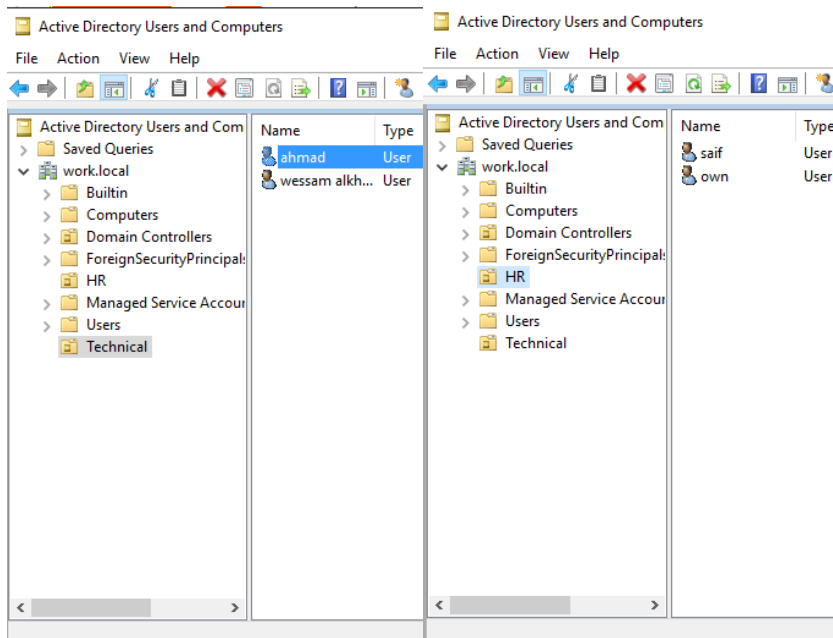 Active Directory Users and Computers
File Action View Help
Active Directory Users and Com
Saved Queries
work.local
Builtin
Computers
Domain Controllers
ForeignSecurityPrincipals
HR
Managed Service Accour
Users
Technical
Name Type
ahmad User
wessam alkh... User
Active Directory Users and Computers
File Action View Help
Active Directory Users and Com
Saved Queries
work.local
Builtin
Computers
Domain Controllers
ForeignSecurityPrincipals
HR
Managed Service Accour
Users
Technical
Name Type
saif User
own User